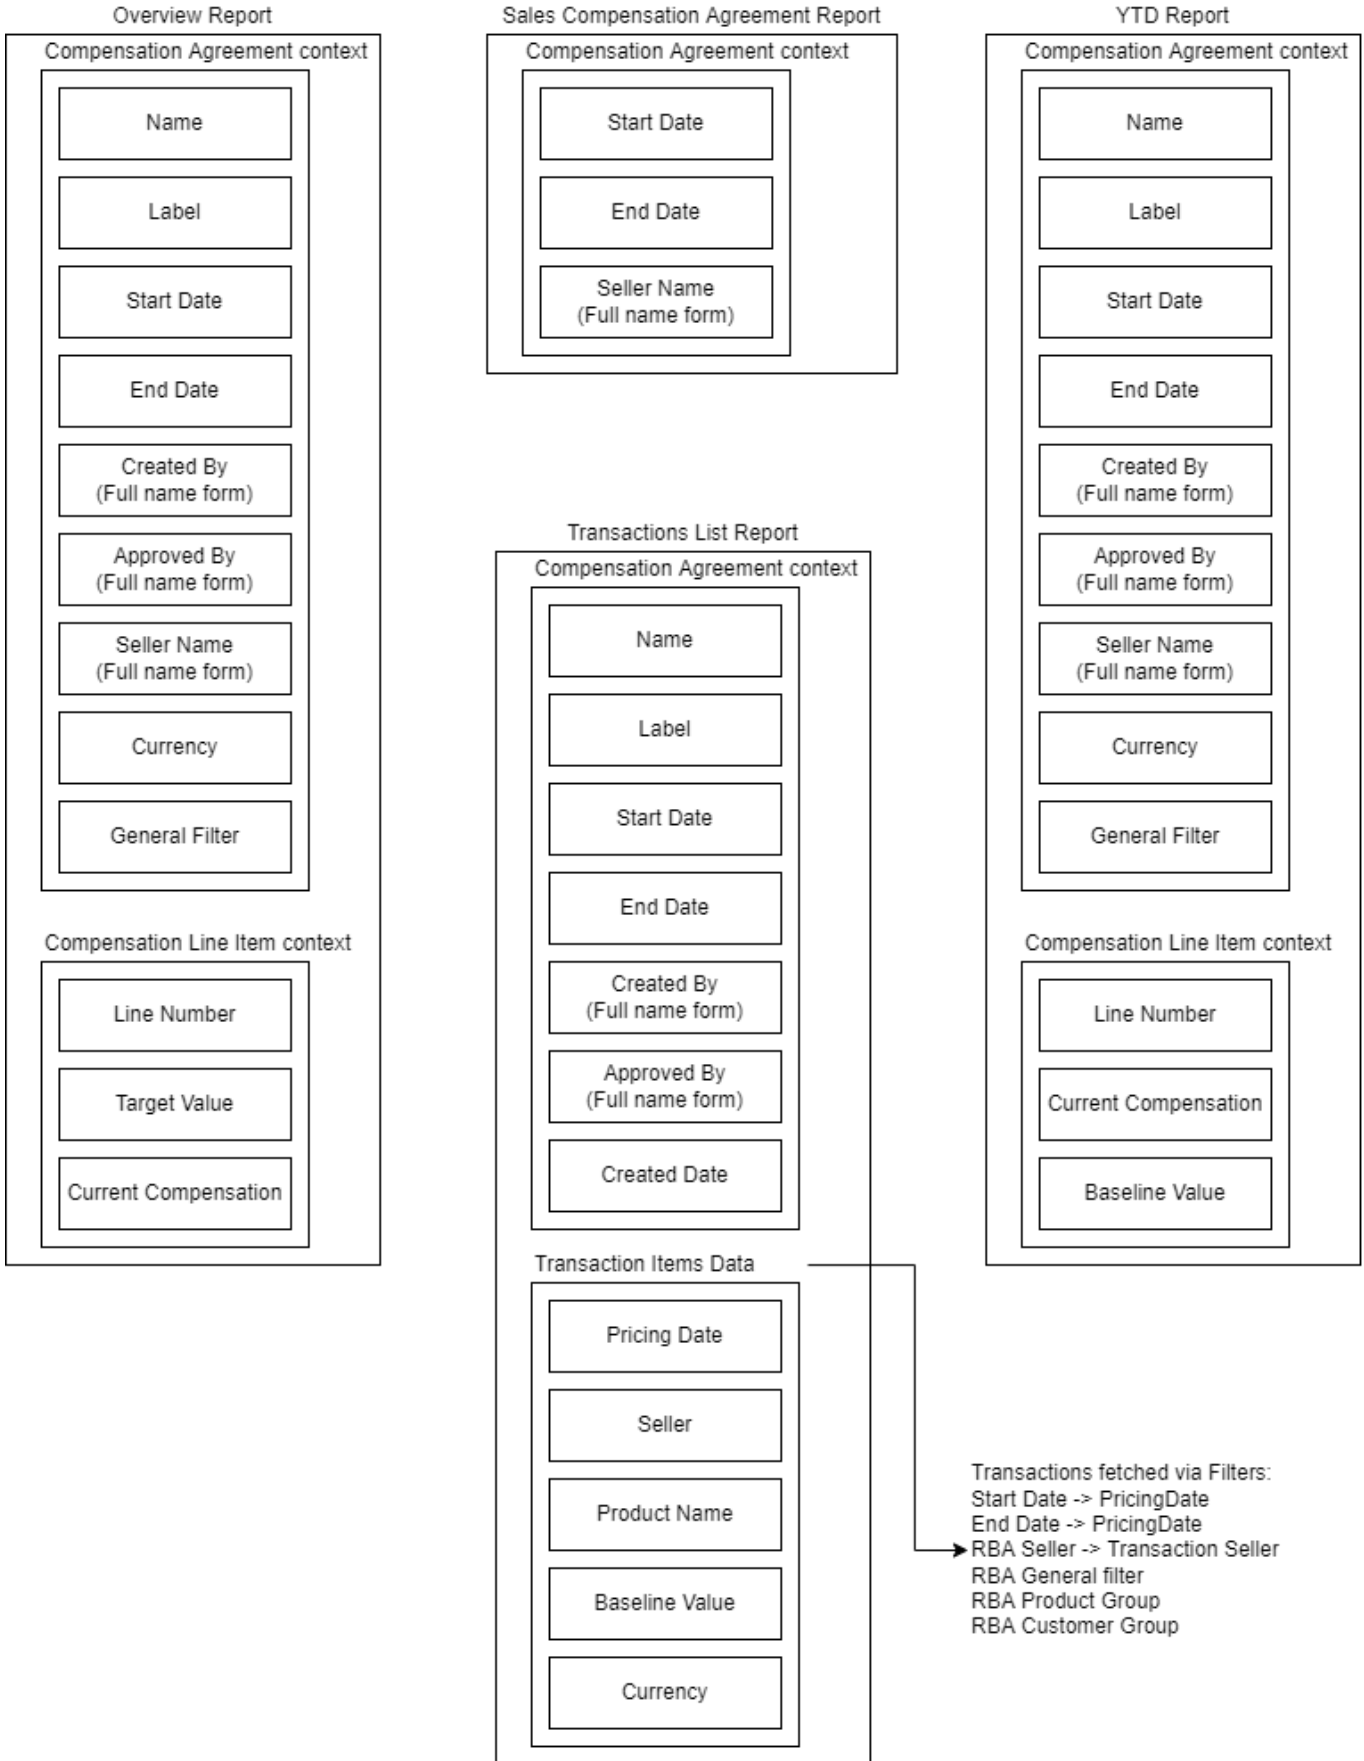 Overview Report
Compensation Agreement context
Name
Label
Start Date
End Date
Created By
(Full name form)
Approved By
(Full name form)
Seller Name
(Full name form)
Currency
General Filter
Compensation Line Item context
Line Number
Target Value
Current Compensation
Sales Compensation Agreement Report
Compensation Agreement context
Start Date
End Date
Seller Name
(Full name form)
Transactions List Report
Compensation Agreement context
Name
Label
Start Date
End Date
Created By
(Full name form)
Approved By
(Full name form)
Created Date
Transaction Items Data
Pricing Date
Seller
Product Name
Baseline Value
Currency
YTD Report
Compensation Agreement context
Name
Label
Start Date
End Date
Created By
(Full name form)
Approved By
(Full name form)
Seller Name
(Full name form)
Currency
General Filter
Compensation Line Item context
Line Number
Current Compensation
Baseline Value
Transactions fetched via Filters:
Start Date -> PricingDate
End Date -> PricingDate
RBA Seller -> Transaction Seller
RBA General filter
RBA Product Group
RBA Customer Group